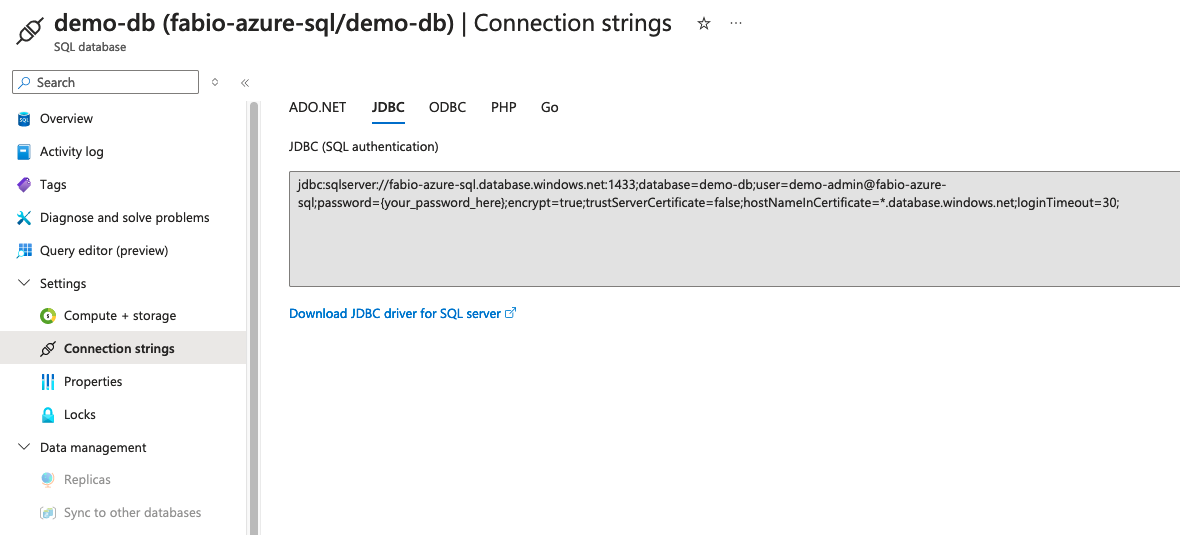 demo-db (fabio-azure-sql/demo-db) | Connection strings
SQL database
Search
Overview
Activity log
Tags
Diagnose and solve problems
Query editor (preview)
Settings
Compute + storage
Connection strings
Properties
Locks
Data management
Replicas
Sync to other databases
ADO.NET JDBC ODBC PHP Go
JDBC (SQL authentication)
jdbc:sqlserver://fabio-azure-sql.database.windows.net:1433;database=demo-db;user=demo-admin@fabio-azure-
sql;password={your_password_here};encrypt=true;trustServerCertificate=false;hostNameInCertificate=*.database.windows.net;loginTimeout=30;
Download JDBC driver for SQL server